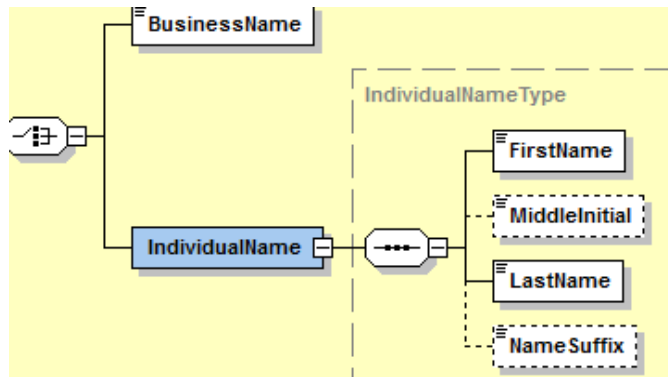 BusinessName
IndividualNameType
FirstName
MiddleInitial
IndividualName
LastName
NameSuffix